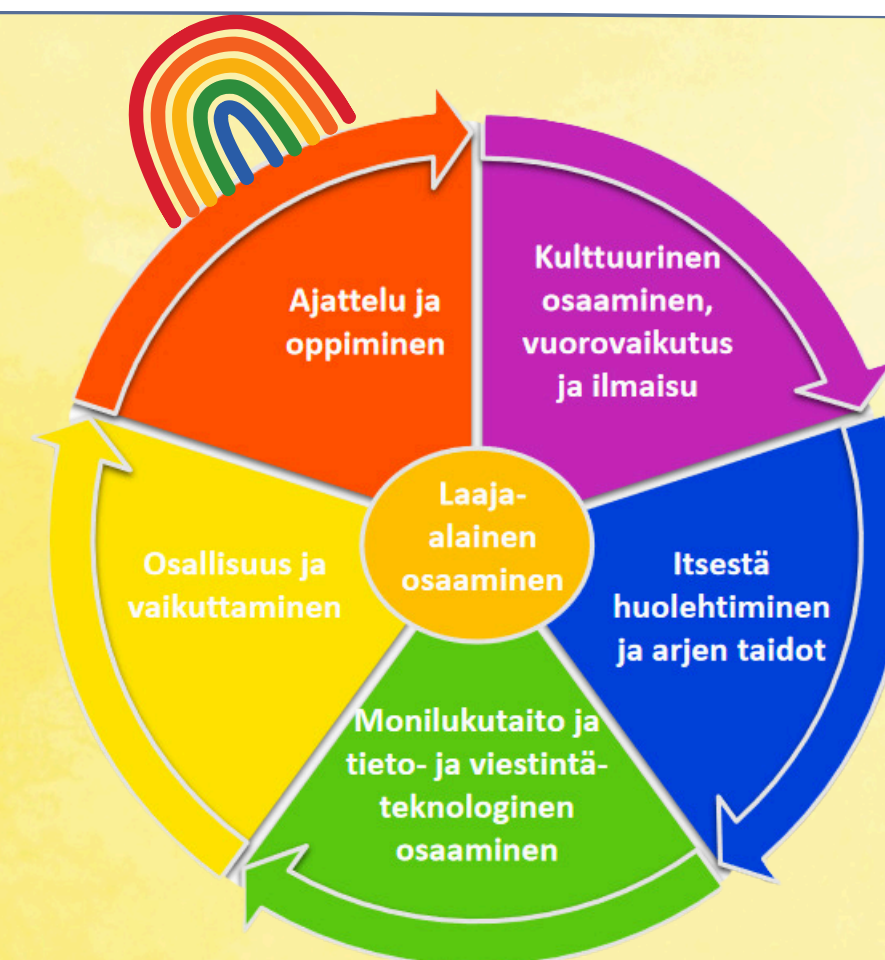 Ajattelu ja
oppiminen
Kulttuurinen
osaaminen,
vuorovaikutus
ja ilmaisu
Laaja-
alainen
osaaminen
Osallisuus ja
vaikuttaminen
Itsestä
huolehtiminen
ja arjen taidot
Monilukutaito ja
tieto- ja viestintä-
teknologinen
osaaminen